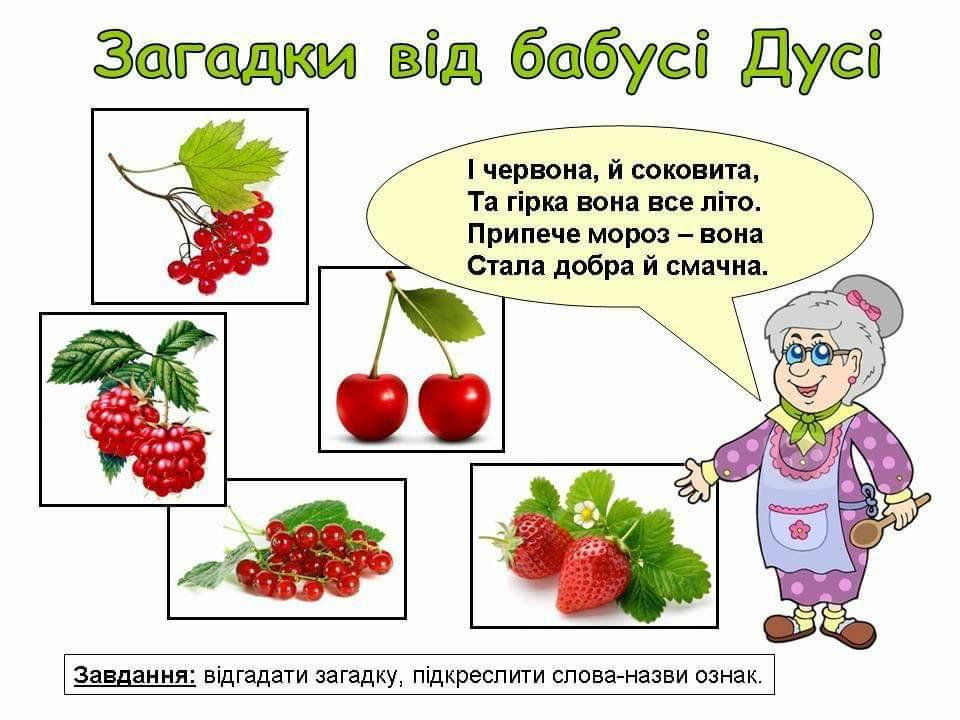 Загадки від бабусі Дусі
І червона, й соковита,
Та гірка вона все літо.
Припече мороз – вона
Стала добра й смачна.
Завдання: відгадати загадку, підкреслити слова-назви ознак.